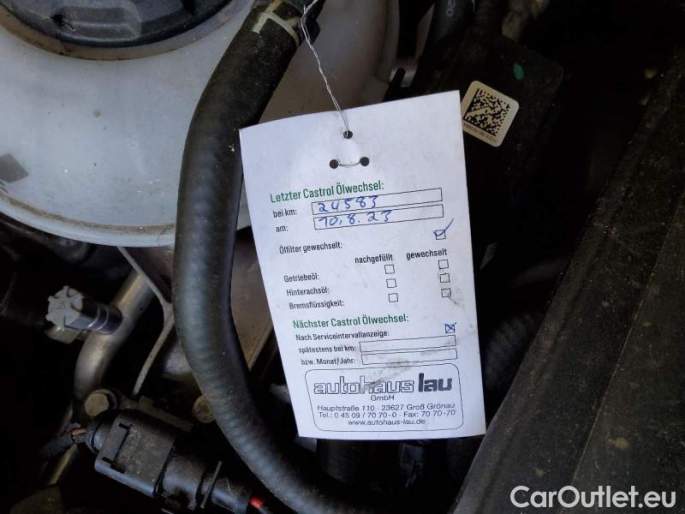 Letzter Castrol Ölwechsel:
bei km: 24583
am: 10.8.23
Ölfilter gewechselt:
nachgefüllt gewechselt
Getriebeöl:
Hinterachsöl:
Bremsflüssigkeit:
Nächster Castrol Ölwechsel:
Nach Serviceintervallanzeige:
spätestens bei km:
bzw. Monat/Jahr:
autohaus lau
GmbH
Hauptstraße 110 · 23627 Groß Grönau
Tel.: 0 45 09 / 70 70-0 · Fax: 70 70-70
www.autohaus-lau.de
CarOutlet.eu